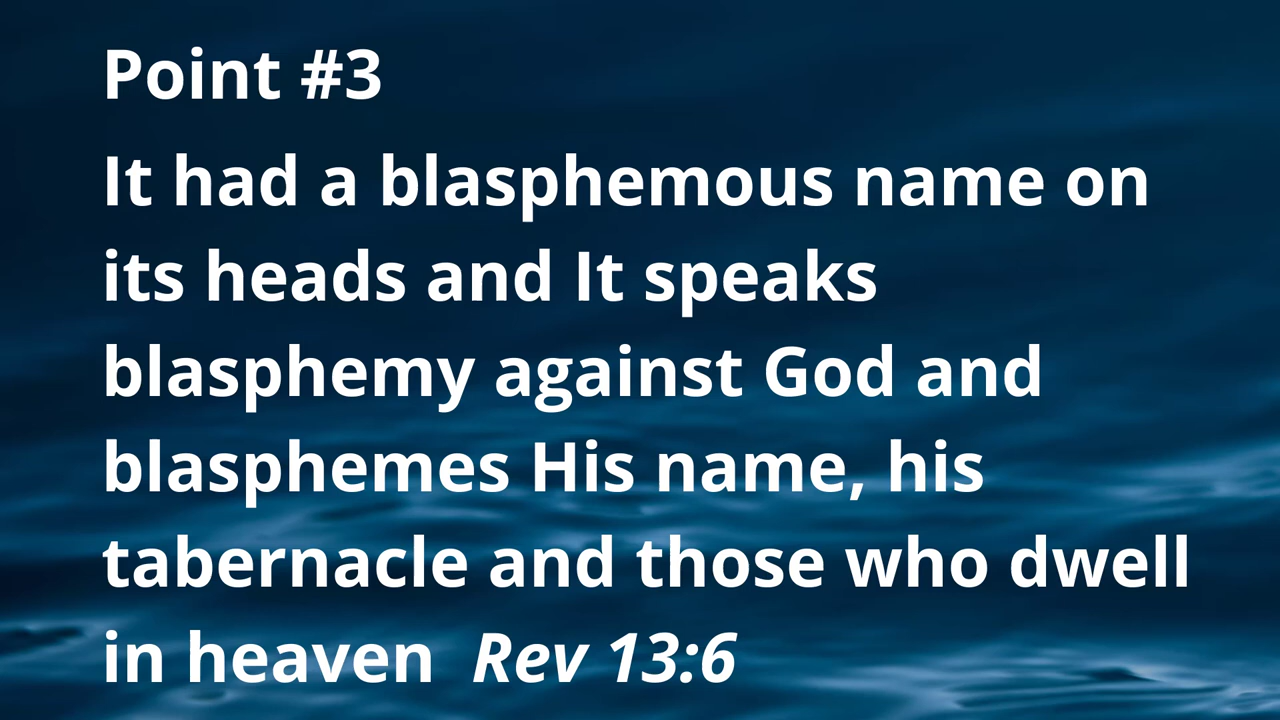 Point #3
It had a blasphemous name on
its heads and It speaks
blasphemy against God and
blasphemes His name, his
tabernacle and those who dwell
in heaven  Rev 13:6